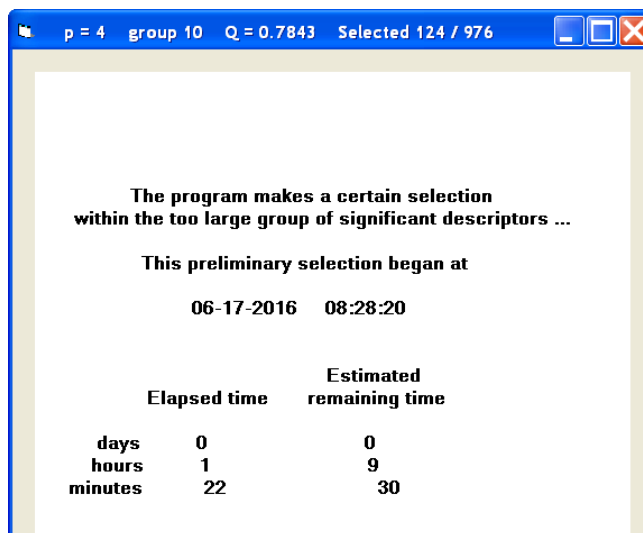 p = 4 group 10 Q = 0.7843 Selected 124 / 976
The program makes a certain selection
within the too large group of significant descriptors ...
This preliminary selection began at
06-17-2016 08:28:20
Estimated
Elapsed time remaining time
days 0 0
hours 1 9
minutes 22 30